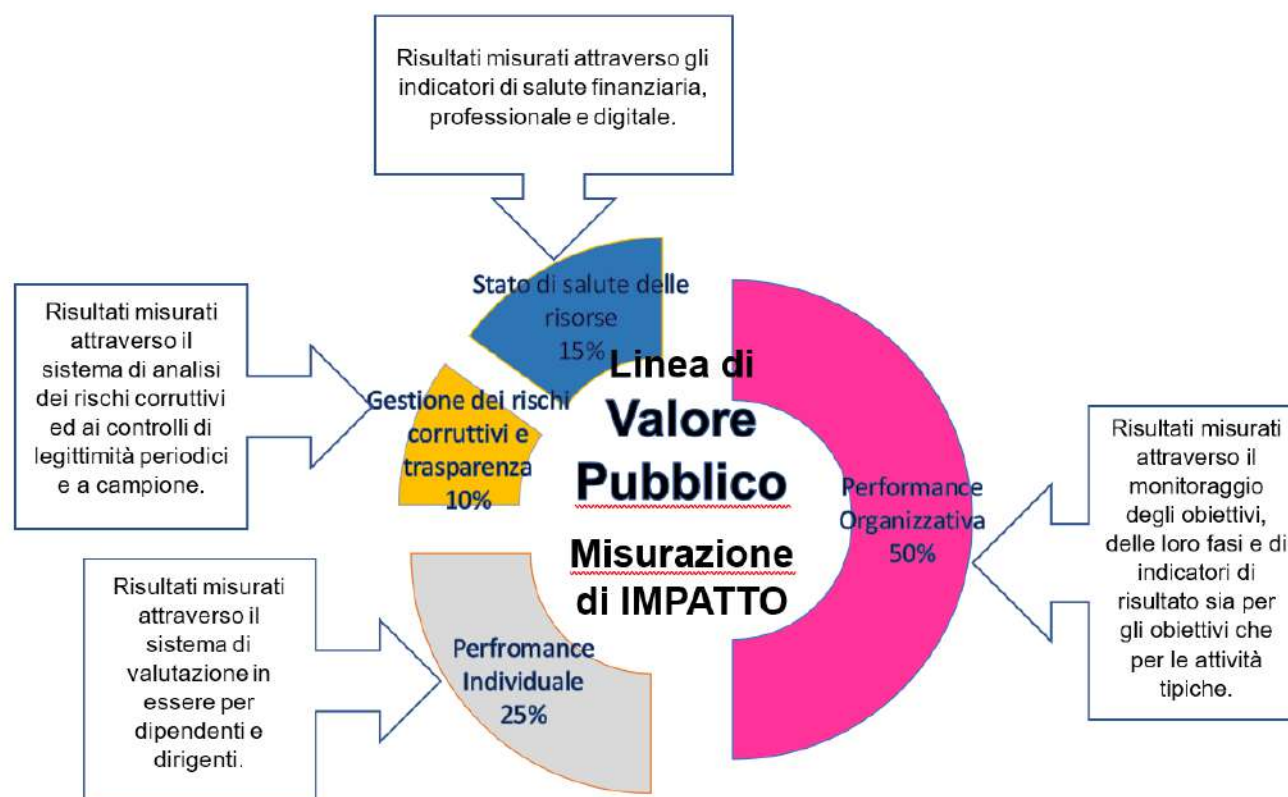 Risultati misurati attraverso gli
indicatori di salute finanziaria,
professionale e digitale.
Stato di salute delle
risorse
15%
Risultati misurati
attraverso il
sistema di analisi
dei rischi corruttivi
ed ai controlli di
legittimità periodici
e a campione.
Gestione dei rischi
corruttivi e
trasparenza
10%
Linea di
Valore
Pubblico
Misurazione
di IMPATTO
Performance
Organizzativa
50%
Risultati misurati
attraverso il
monitoraggio
degli obiettivi,
delle loro fasi e di
indicatori di
risultato sia per
gli obiettivi che
per le attività
tipiche.
Risultati misurati
attraverso il
sistema di
valutazione in
essere per
dipendenti e
dirigenti.
Perfromance
Individuale
25%